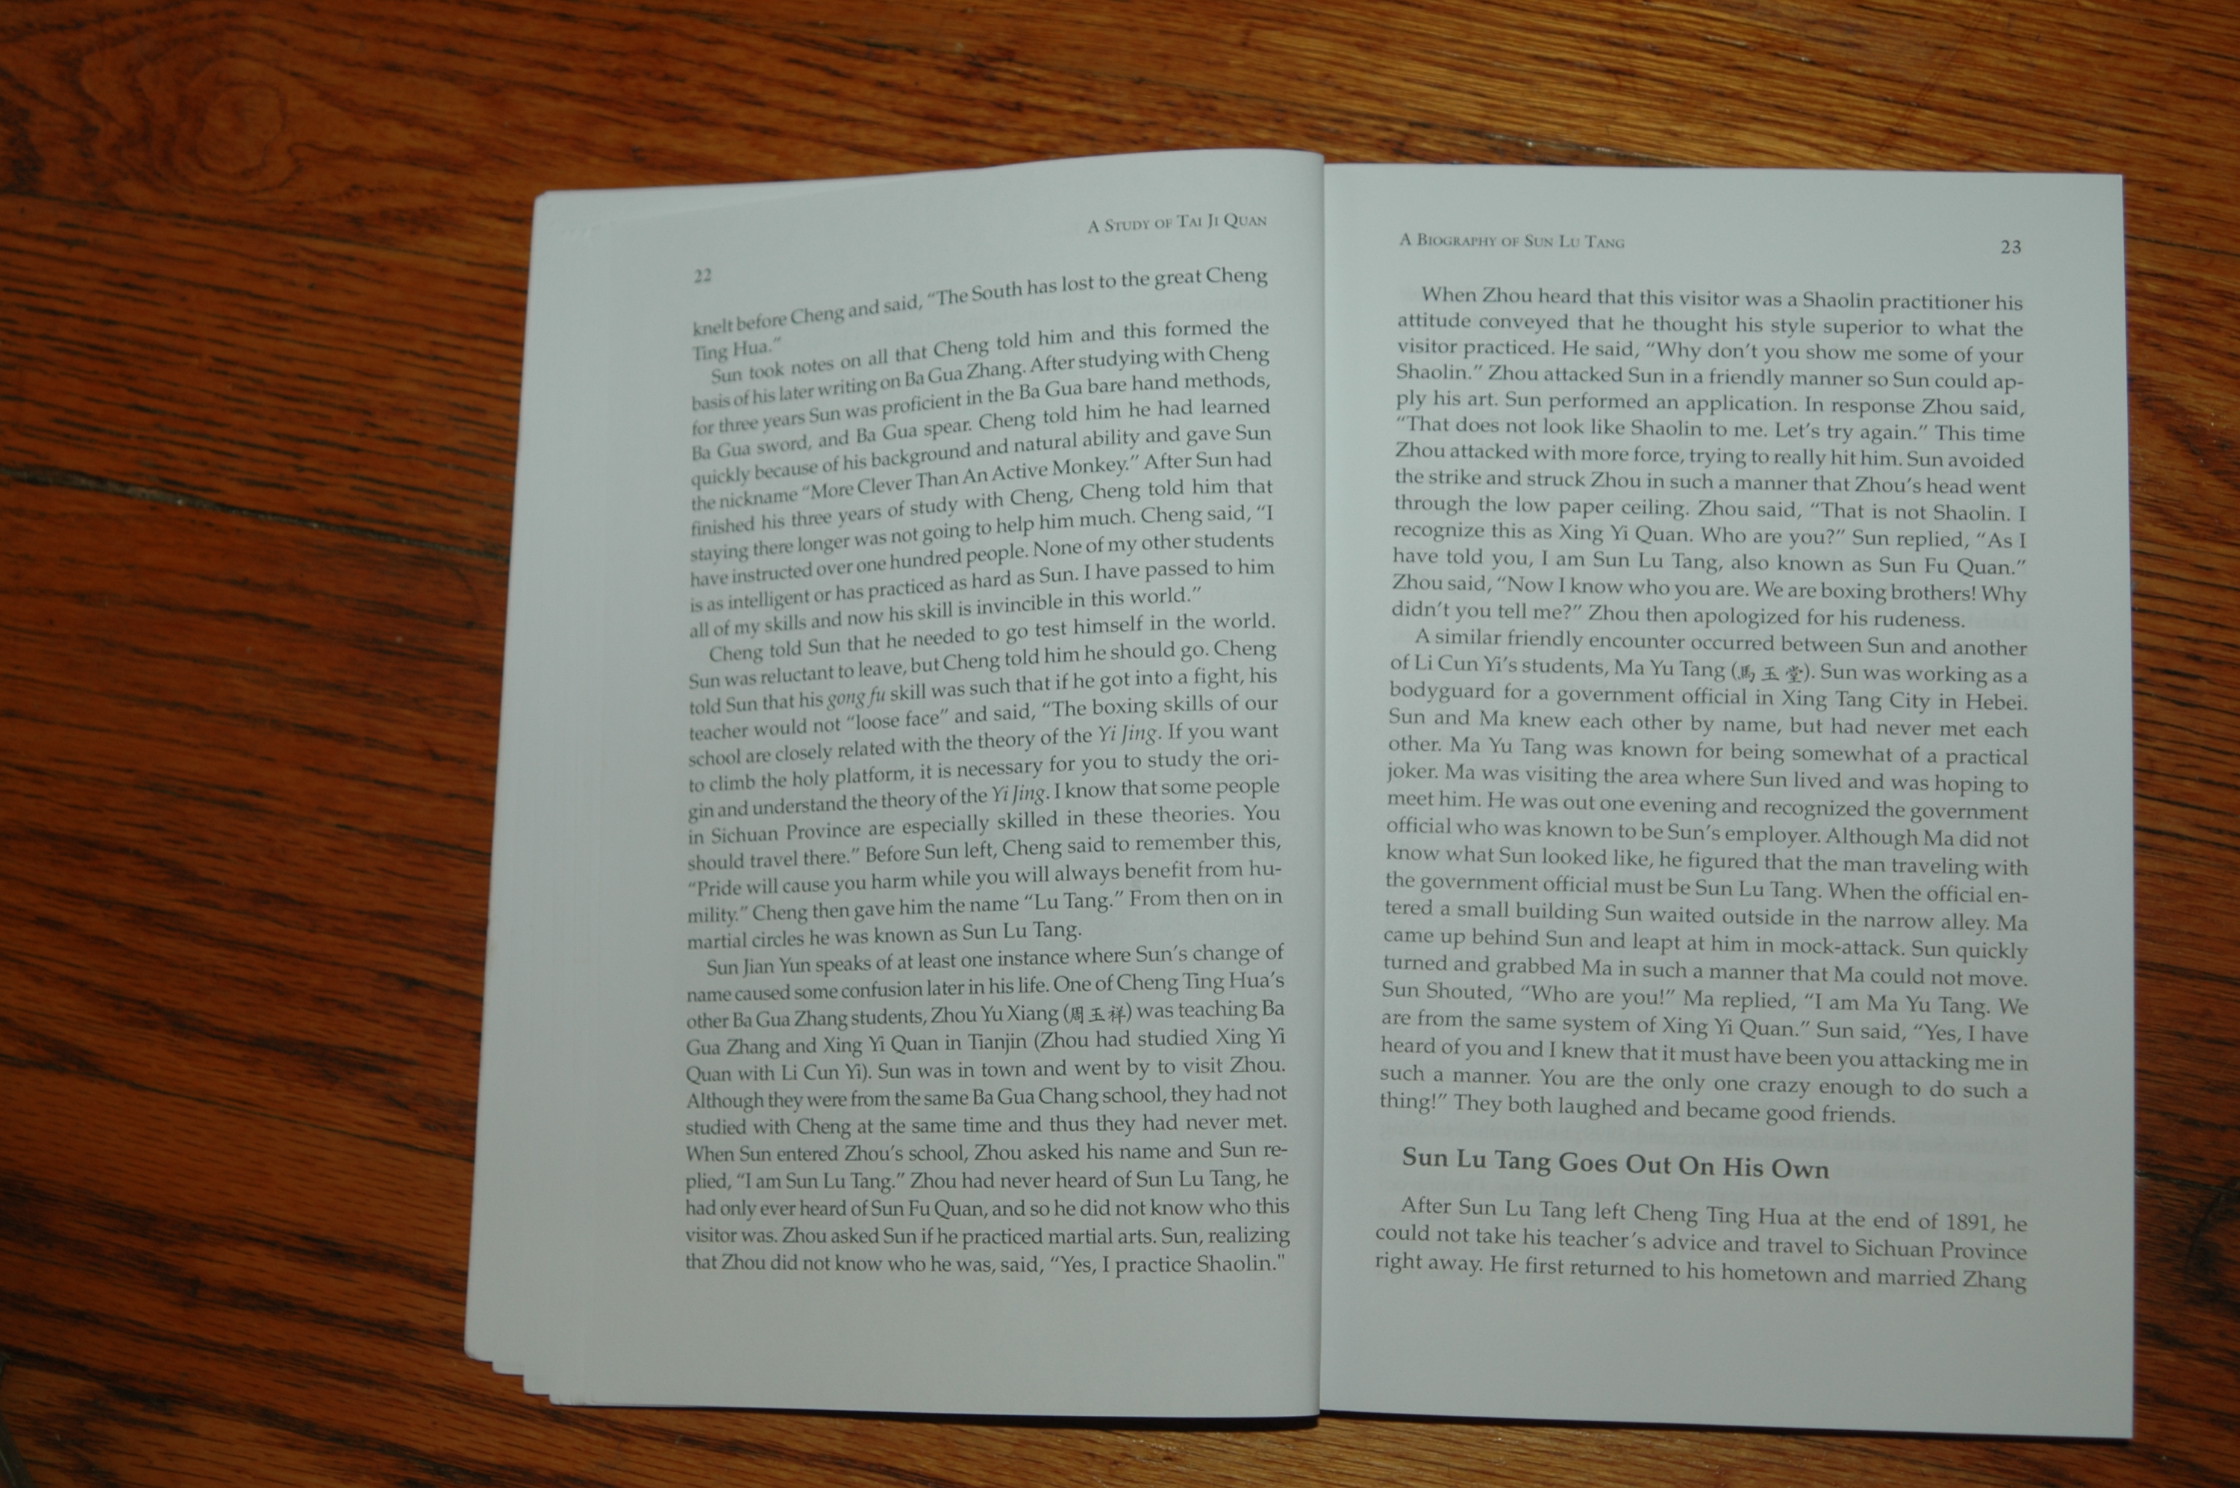 A Study of Tai Ji Quan
22
knelt before Cheng and said, “The South has lost to the great Cheng
Ting Hua.”
Sun took notes on all that Cheng told him and this formed the
basis of his later writing on Ba Gua Zhang. After studying with Cheng
for three years Sun was proficient in the Ba Gua bare hand methods,
Ba Gua sword, and Ba Gua spear. Cheng told him he had learned
quickly because of his background and natural ability and gave Sun
the nickname “More Clever Than An Active Monkey.” After Sun had
finished his three years of study with Cheng, Cheng told him that
staying there longer was not going to help him much. Cheng said, “I
have instructed over one hundred people. None of my other students
is as intelligent or has practiced as hard as Sun. I have passed to him
all of my skills and now his skill is invincible in this world.”
Cheng told Sun that he needed to go test himself in the world.
Sun was reluctant to leave, but Cheng told him he should go. Cheng
told Sun that his gong fu skill was such that if he got into a fight, his
teacher would not “loose face” and said, “The boxing skills of our
school are closely related with the theory of the Yi Jing. If you want
to climb the holy platform, it is necessary for you to study the ori-
gin and understand the theory of the Yi Jing. I know that some people
in Sichuan Province are especially skilled in these theories. You
should travel there.” Before Sun left, Cheng said to remember this,
“Pride will cause you harm while you will always benefit from hu-
mility.” Cheng then gave him the name “Lu Tang.” From then on in
martial circles he was known as Sun Lu Tang.
Sun Jian Yun speaks of at least one instance where Sun’s change of
name caused some confusion later in his life. One of Cheng Ting Hua’s
other Ba Gua Zhang students, Zhou Yu Xiang (周玉祥) was teaching Ba
Gua Zhang and Xing Yi Quan in Tianjin (Zhou had studied Xing Yi
Quan with Li Cun Yi). Sun was in town and went by to visit Zhou.
Although they were from the same Ba Gua Chang school, they had not
studied with Cheng at the same time and thus they had never met.
When Sun entered Zhou’s school, Zhou asked his name and Sun re-
plied, “I am Sun Lu Tang.” Zhou had never heard of Sun Lu Tang, he
had only ever heard of Sun Fu Quan, and so he did not know who this
visitor was. Zhou asked Sun if he practiced martial arts. Sun, realizing
that Zhou did not know who he was, said, “Yes, I practice Shaolin."
A Biography of Sun Lu Tang 23
When Zhou heard that this visitor was a Shaolin practitioner his
attitude conveyed that he thought his style superior to what the
visitor practiced. He said, “Why don’t you show me some of your
Shaolin.” Zhou attacked Sun in a friendly manner so Sun could ap-
ply his art. Sun performed an application. In response Zhou said,
“That does not look like Shaolin to me. Let’s try again.” This time
Zhou attacked with more force, trying to really hit him. Sun avoided
the strike and struck Zhou in such a manner that Zhou’s head went
through the low paper ceiling. Zhou said, “That is not Shaolin. I
recognize this as Xing Yi Quan. Who are you?” Sun replied, “As I
have told you, I am Sun Lu Tang, also known as Sun Fu Quan.”
Zhou said, “Now I know who you are. We are boxing brothers! Why
didn’t you tell me?” Zhou then apologized for his rudeness.
A similar friendly encounter occurred between Sun and another
of Li Cun Yi’s students, Ma Yu Tang (馬玉堂). Sun was working as a
bodyguard for a government official in Xing Tang City in Hebei.
Sun and Ma knew each other by name, but had never met each
other. Ma Yu Tang was known for being somewhat of a practical
joker. Ma was visiting the area where Sun lived and was hoping to
meet him. He was out one evening and recognized the government
official who was known to be Sun’s employer. Although Ma did not
know what Sun looked like, he figured that the man traveling with
the government official must be Sun Lu Tang. When the official en-
tered a small building Sun waited outside in the narrow alley. Ma
came up behind Sun and leapt at him in mock-attack. Sun quickly
turned and grabbed Ma in such a manner that Ma could not move.
Sun Shouted, “Who are you!” Ma replied, “I am Ma Yu Tang. We
are from the same system of Xing Yi Quan.” Sun said, “Yes, I have
heard of you and I knew that it must have been you attacking me in
such a manner. You are the only one crazy enough to do such a
thing!” They both laughed and became good friends.
Sun Lu Tang Goes Out On His Own
After Sun Lu Tang left Cheng Ting Hua at the end of 1891, he
could not take his teacher’s advice and travel to Sichuan Province
right away. He first returned to his hometown and married Zhang